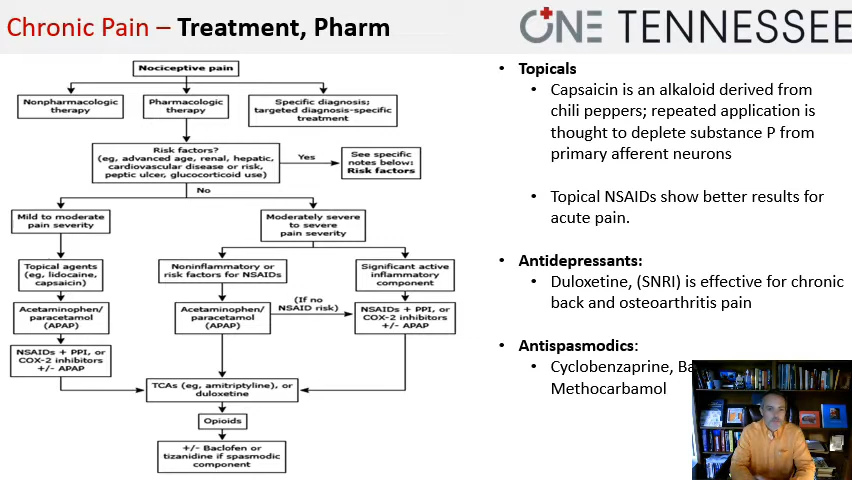 Chronic Pain – Treatment, Pharm
ONE TENNESSEE
Nociceptive pain
Nonpharmacologic
therapy
Pharmacologic
therapy
Specific diagnosis;
targeted diagnosis-specific
treatment
Risk factors?
(eg, advanced age, renal, hepatic,
cardiovascular disease or risk,
peptic ulcer, glucocorticoid use)
Yes
See specific
notes below:
Risk factors
No
Mild to moderate
pain severity
Moderately severe
to severe
pain severity
Topical agents
(eg, lidocaine,
capsaicin)
Noninflammatory or
risk factors for NSAIDs
Significant active
inflammatory
component
Acetaminophen/
paracetamol
(APAP)
Acetaminophen/
paracetamol
(APAP)
(If no
NSAID risk)
NSAIDs + PPI, or
COX-2 inhibitors
+/- APAP
NSAIDs + PPI, or
COX-2 inhibitors
+/- APAP
TCAs (eg, amitriptyline), or
duloxetine
Opioids
+/- Baclofen or
tizanidine if spasmodic
component
• Topicals
• Capsaicin is an alkaloid derived from
chili peppers; repeated application is
thought to deplete substance P from
primary afferent neurons
• Topical NSAIDs show better results for
acute pain.
• Antidepressants:
• Duloxetine, (SNRI) is effective for chronic
back and osteoarthritis pain
• Antispasmodics:
• Cyclobenzaprine,
Methocarbamol